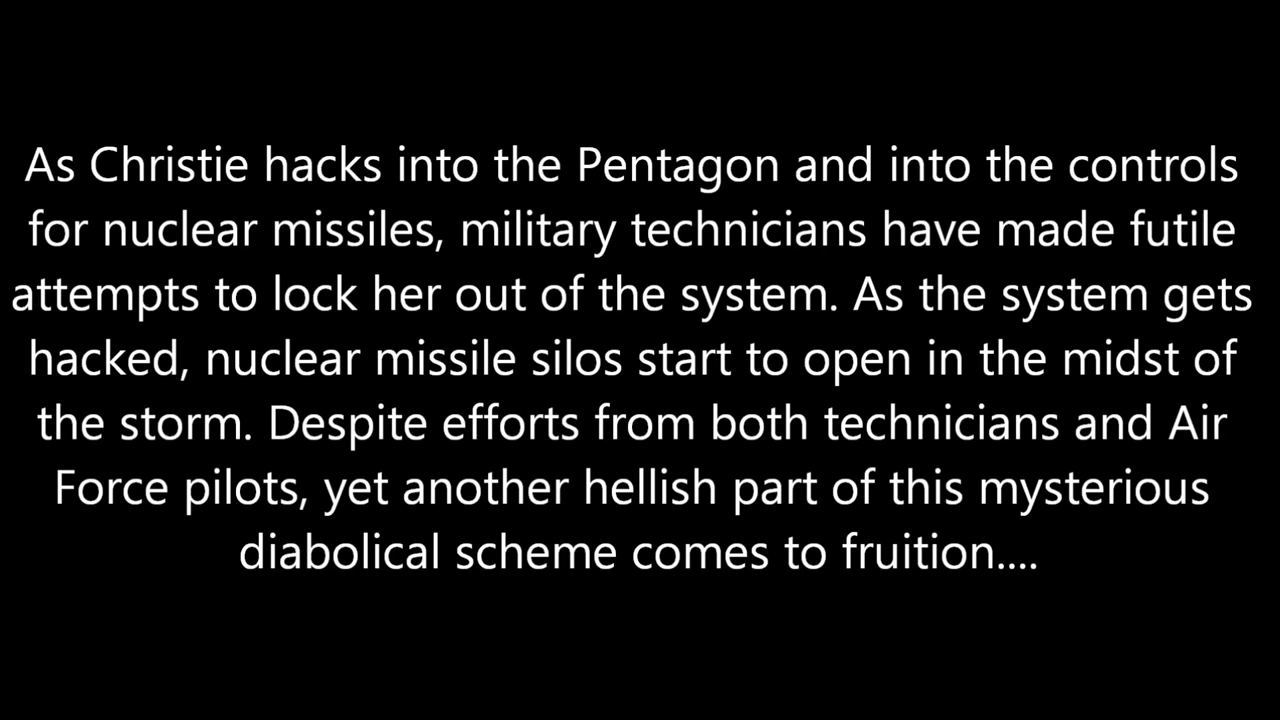 As Christie hacks into the Pentagon and into the controls
for nuclear missiles, military technicians have made futile
attempts to lock her out of the system. As the system gets
hacked, nuclear missile silos start to open in the midst of
the storm. Despite efforts from both technicians and Air
Force pilots, yet another hellish part of this mysterious
diabolical scheme comes to fruition....